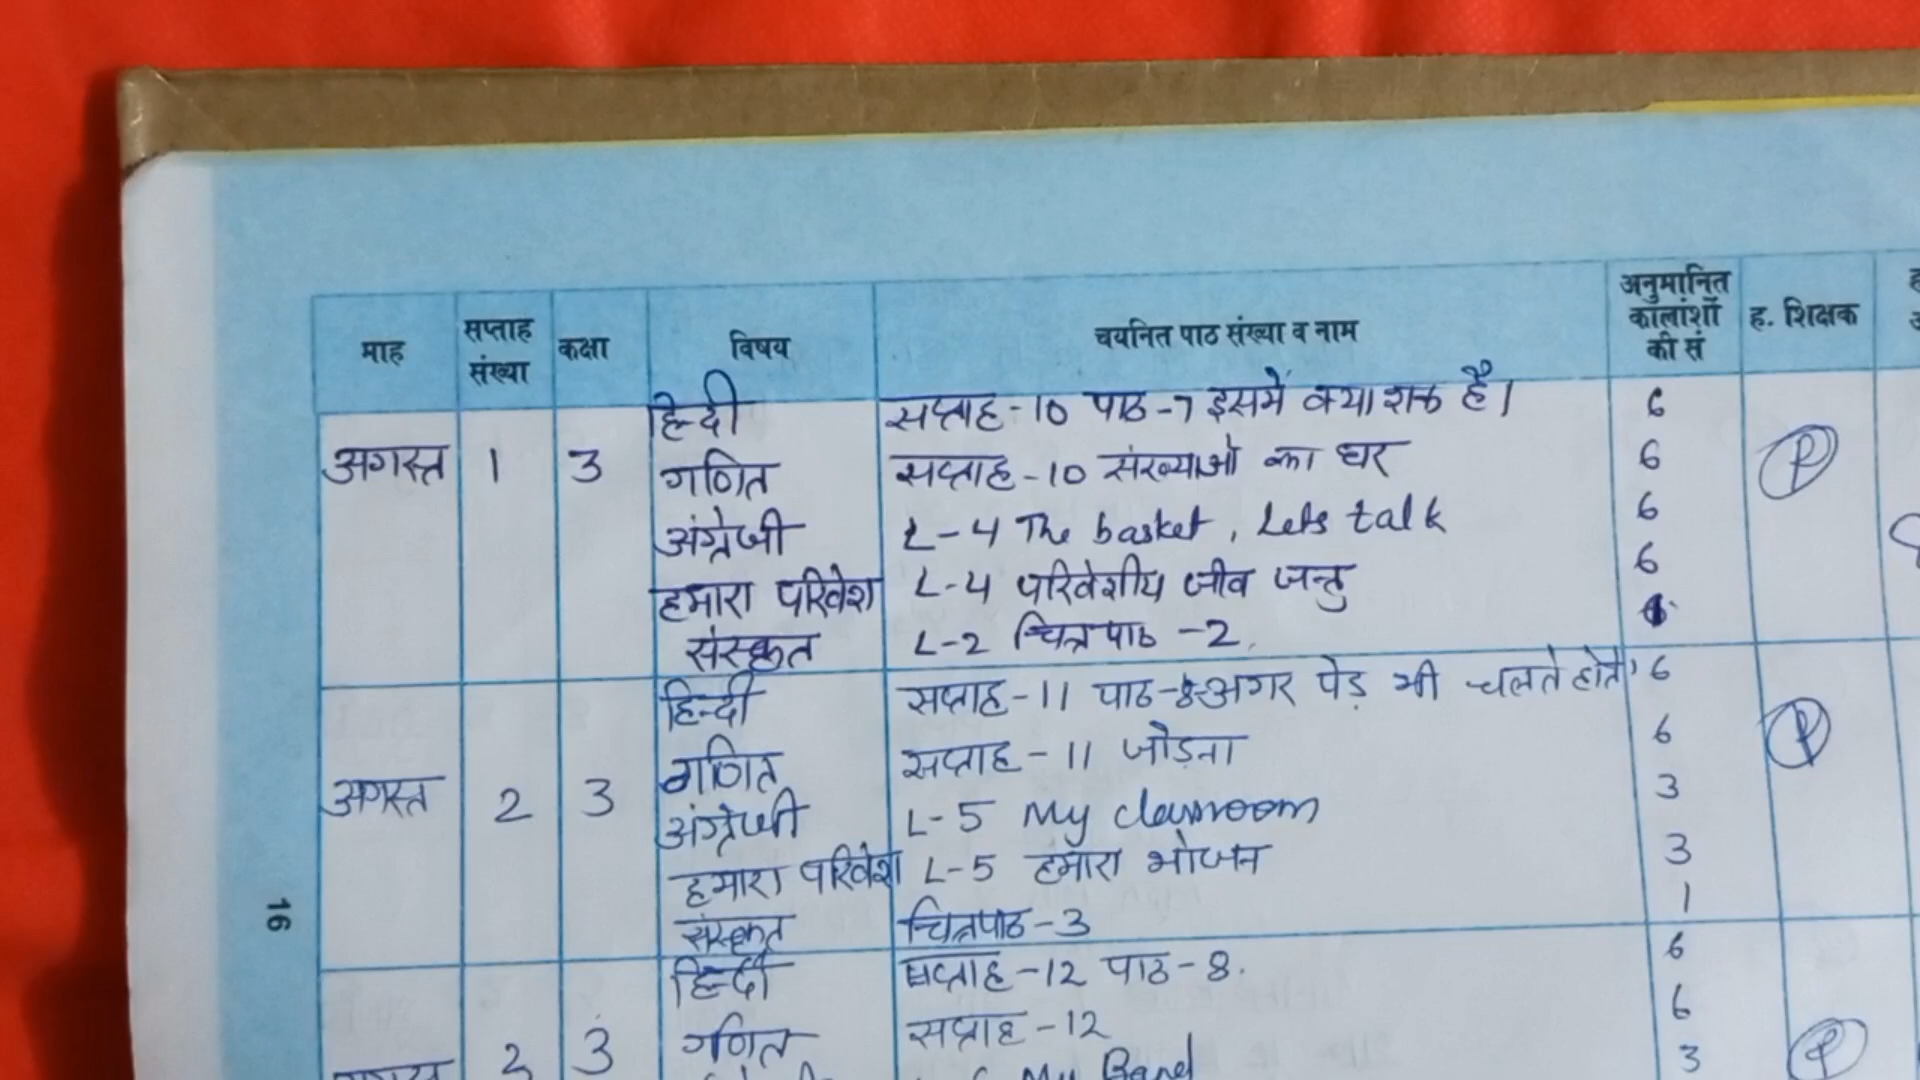 माह सप्ताह संख्या कक्षा विषय चयनित पाठ संख्या व नाम अनुमानित कालांशों की सं ह. शिक्षक
हिन्दी सप्ताह-10 पाठ-7 इसमें क्या शक है। 6
अगस्त 1 3 गणित सप्ताह-10 संख्याओं का घर 6
अंग्रेजी L-4 The basket, Lets talk 6
हमारा परिवेश L-4 परिवेशीय जीव जन्तु 6
संस्कृत L-2 चित्रपाठ -2.
हिन्दी सप्ताह-11 पाठ-8 अगर पेड़ भी चलते होते 6
गणित सप्ताह-11 जोड़ना 6
अगस्त 2 3 अंग्रेजी L-5 My classroom 3
हमारा परिवेश L-5 हमारा भोजन 3
संस्कृत चित्रपाठ-3 1
हिन्दी सप्ताह-12 पाठ-8. 6
3 गणित सप्ताह-12 6
My 3
16